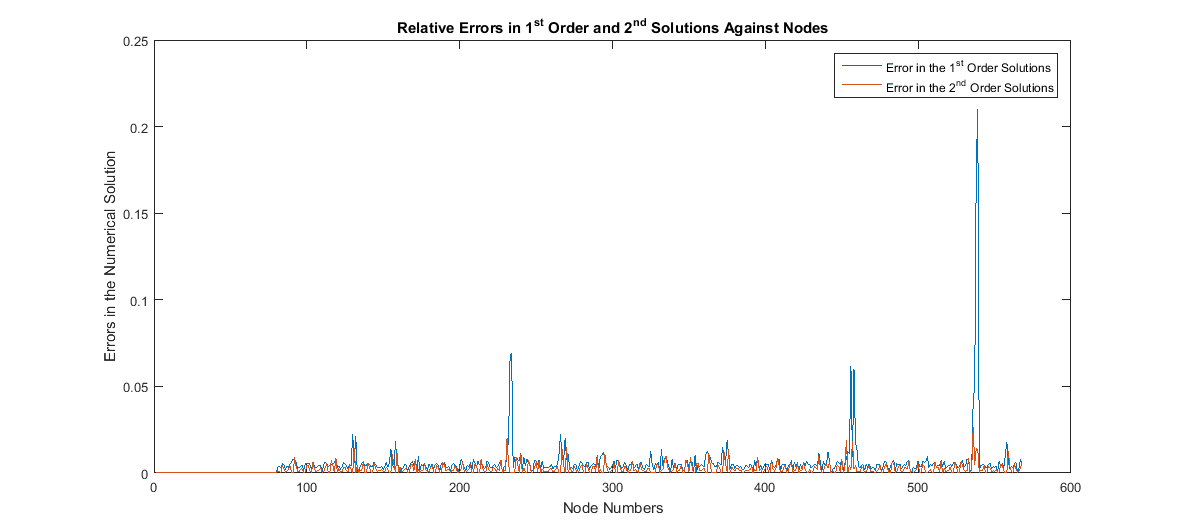 Relative Errors in 1st Order and 2nd Solutions Against Nodes
Error in the 1st Order Solutions
Error in the 2nd Order Solutions
Errors in the Numerical Solution
0.25
0.2
0.15
0.1
0.05
0
0 100 200 300 400 500 600
Node Numbers